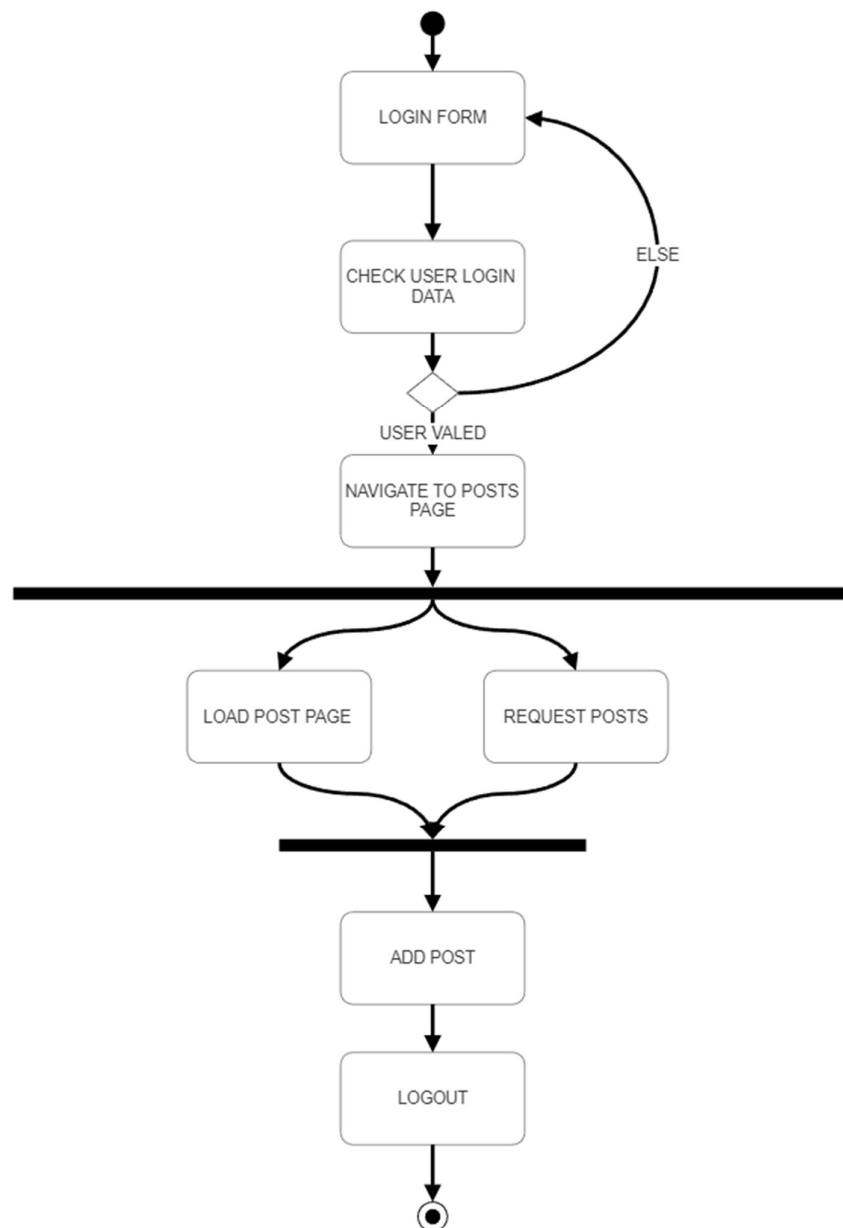 LOGIN FORM
CHECK USER LOGIN
DATA
ELSE
USER VALED
NAVIGATE TO POSTS
PAGE
LOAD POST PAGE
REQUEST POSTS
ADD POST
LOGOUT